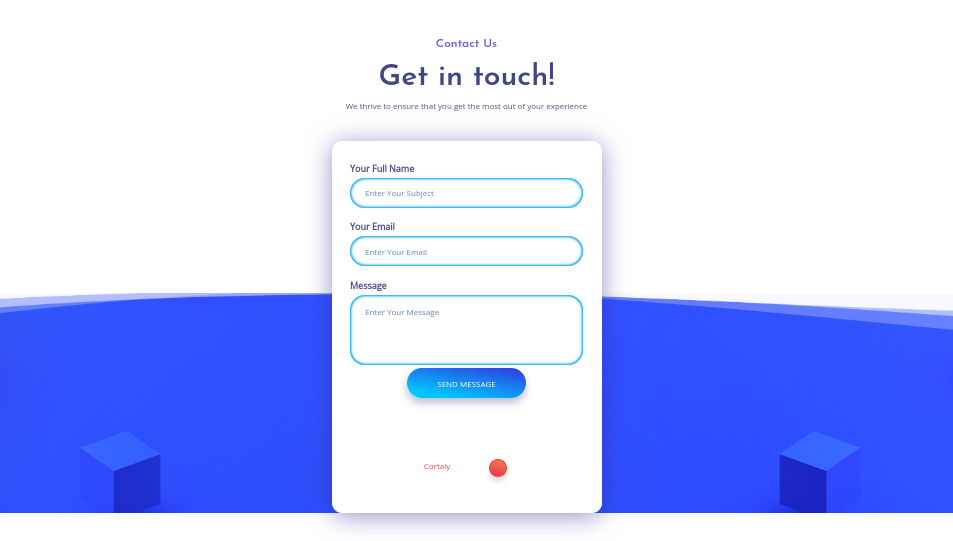 Contact Us
Get in touch!
We thrive to ensure that you get the most out of your experience
Your Full Name
Enter Your Subject
Your Email
Enter Your Email
Message
Enter Your Message
SEND MESSAGE
Cortaly